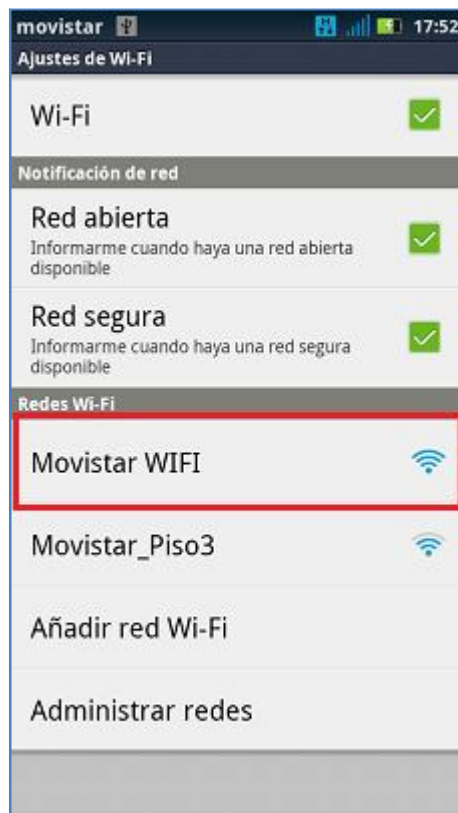 movistar 17:52
Ajustes de Wi-Fi
Wi-Fi
Notificación de red
Red abierta
Informarme cuando haya una red abierta
disponible
Red segura
Informarme cuando haya una red segura
disponible
Redes Wi-Fi
Movistar WIFI
Movistar_Piso3
Añadir red Wi-Fi
Administrar redes